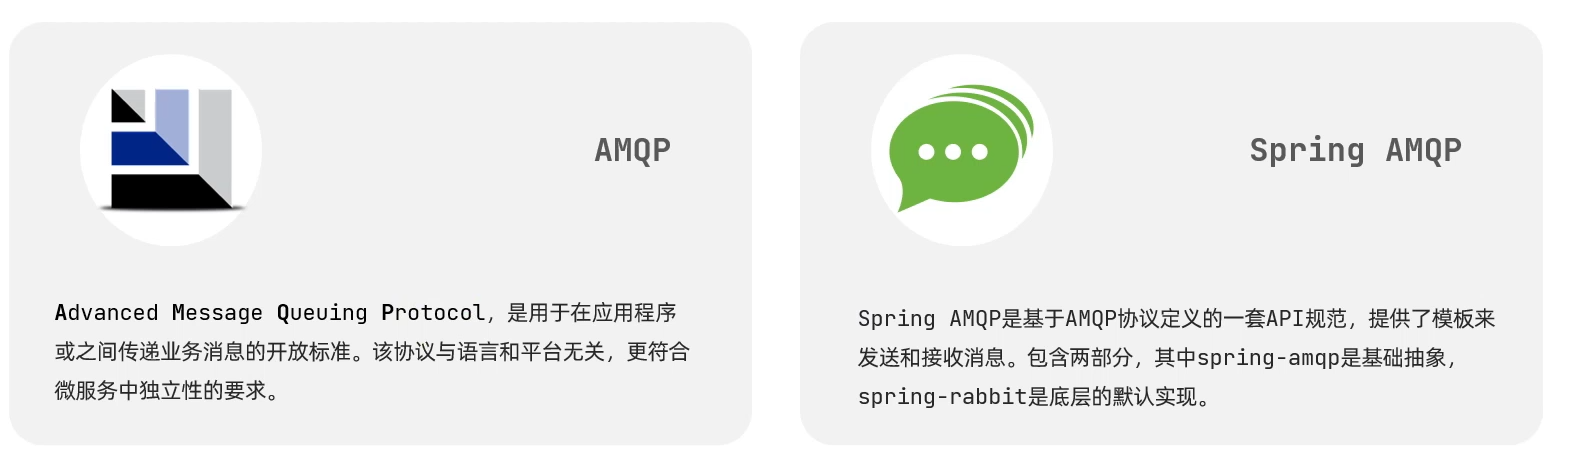 AMQP
Advanced Message Queuing Protocol，是用于在应用程序
或之间传递业务消息的开放标准。该协议与语言和平台无关，更符合
微服务中独立性的要求。
Spring AMQP
Spring AMQP是基于AMQP协议定义的一套API规范，提供了模板来
发送和接收消息。包含两部分，其中spring-amqp是基础抽象，
spring-rabbit是底层的默认实现。